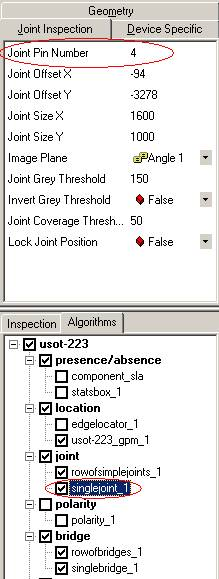 Geometry
Joint Inspection Device Specific
Joint Pin Number 4
Joint Offset X -94
Joint Offset Y -3278
Joint Size X 1600
Joint Size Y 1000
Image Plane Angle 1
Joint Grey Threshold 150
Invert Grey Threshold False
Joint Coverage Thresh... 50
Lock Joint Position False
Inspection Algorithms
usot-223
presence/absence
component_sla
statsbox_1
location
edgelocator_1
usot-223_gpm_1
joint
rowofsimplejoints_1
singlejoint_1
polarity
polarity_1
bridge
rowofbridges_1
singlebridge_1